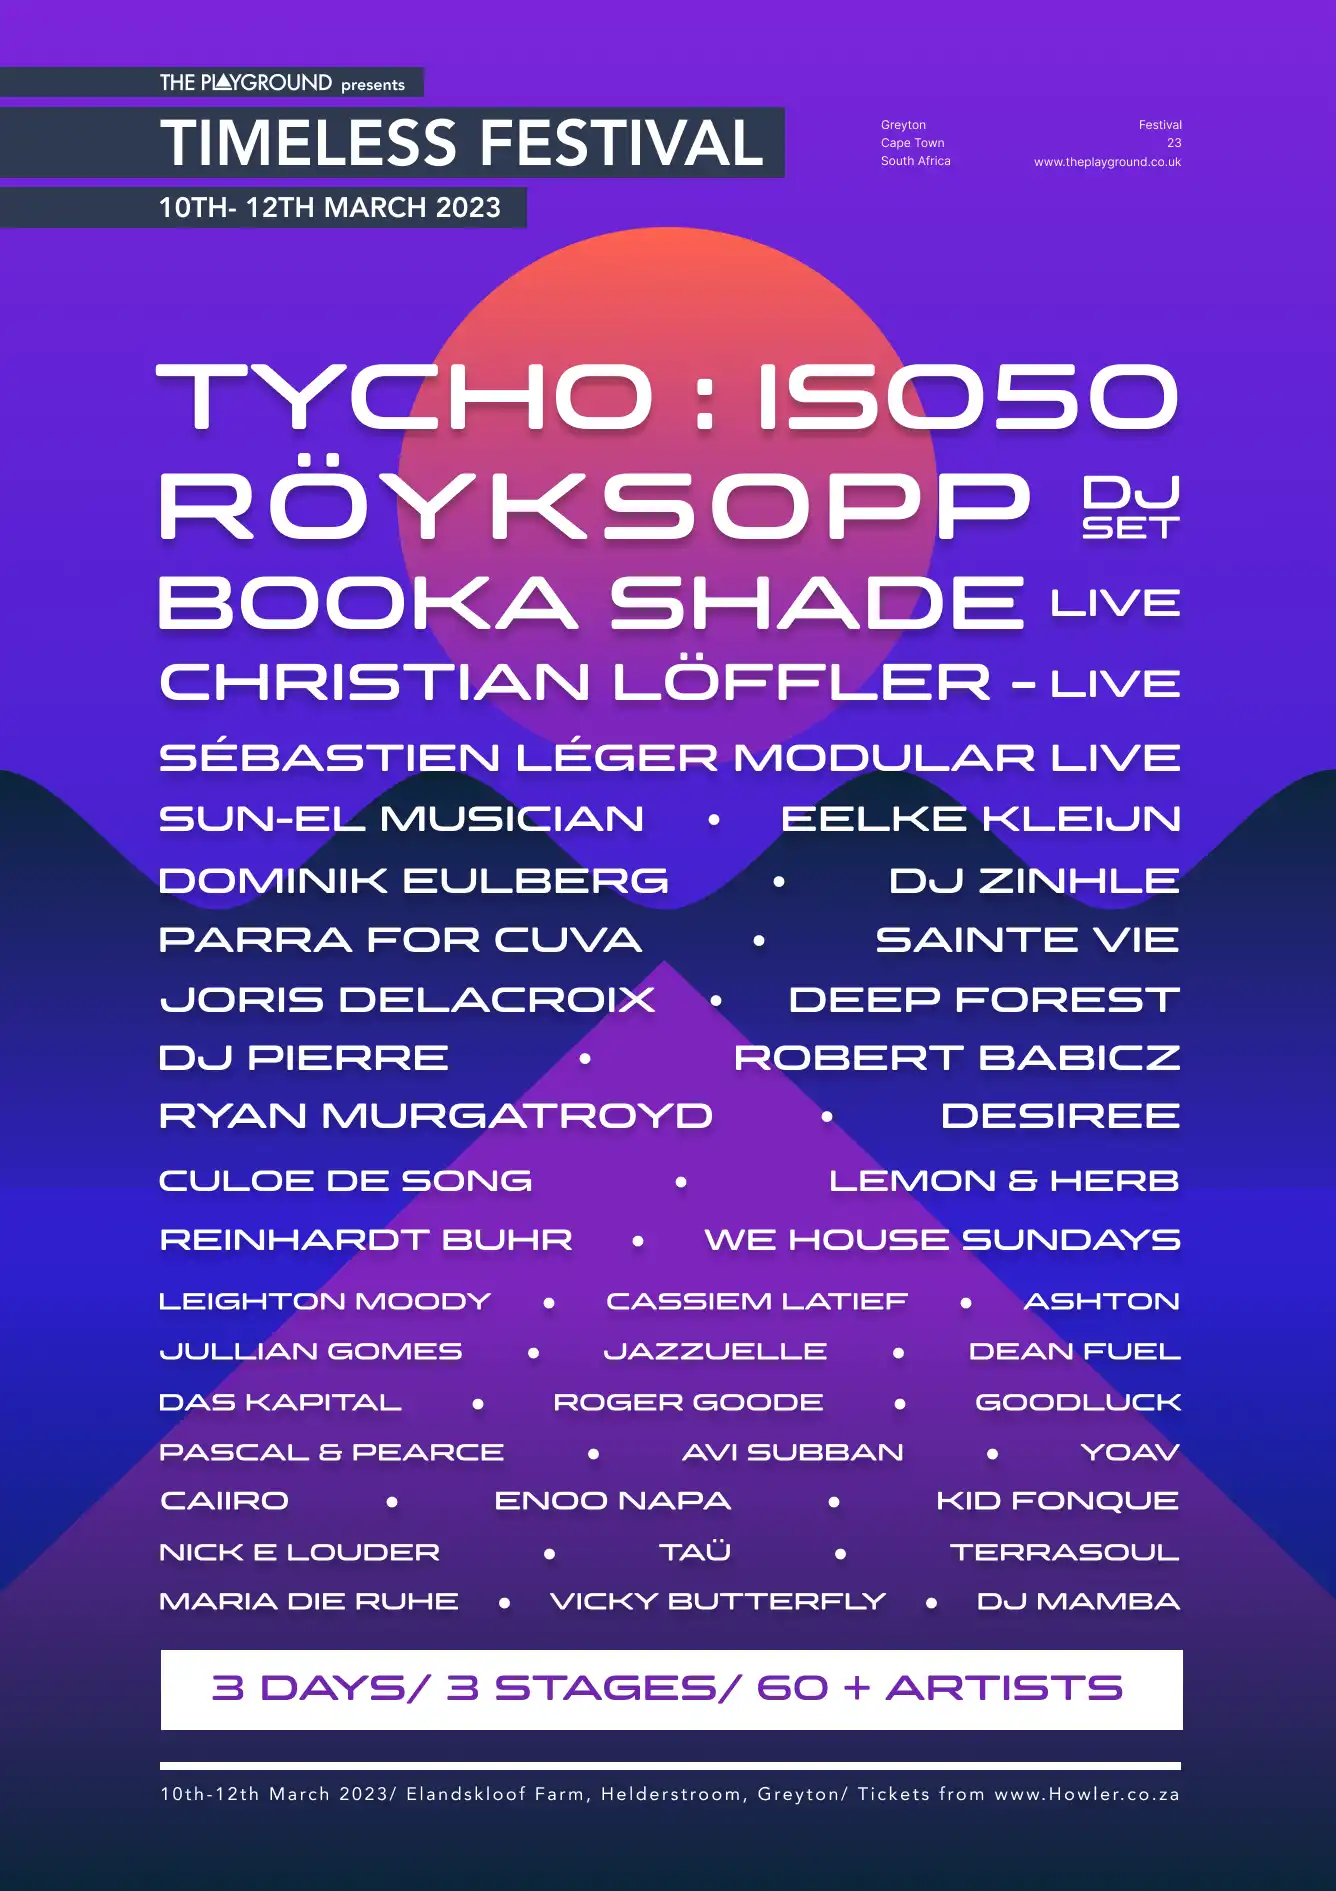 THE PLAYGROUND presents
TIMELESS FESTIVAL
10TH- 12TH MARCH 2023
Greyton
Cape Town
South Africa
Festival
23
www.theplayground.co.uk
TYCHO : ISO50
RÖYKSOPP DJ SET
BOOKA SHADE LIVE
CHRISTIAN LÖFFLER - LIVE
SÉBASTIEN LÉGER MODULAR LIVE
SUN-EL MUSICIAN • EELKE KLEIJN
DOMINIK EULBERG • DJ ZINHLE
PARRA FOR CUVA • SAINTE VIE
JORIS DELACROIX • DEEP FOREST
DJ PIERRE • ROBERT BABICZ
RYAN MURGATROYD • DESIREE
CULOE DE SONG • LEMON & HERB
REINHARDT BUHR • WE HOUSE SUNDAYS
LEIGHTON MOODY • CASSIEM LATIEF • ASHTON
JULLIAN GOMES • JAZZUELLE • DEAN FUEL
DAS KAPITAL • ROGER GOODE • GOODLUCK
PASCAL & PEARCE • AVI SUBBAN • YOAV
CAIIRO • ENOO NAPA • KID FONQUE
NICK E LOUDER • TAÜ • TERRASOUL
MARIA DIE RUHE • VICKY BUTTERFLY • DJ MAMBA
3 DAYS/ 3 STAGES/ 60 + ARTISTS
10th-12th March 2023/ Elandskloof Farm, Helderstroom, Greyton/ Tickets from www.Howler.co.za